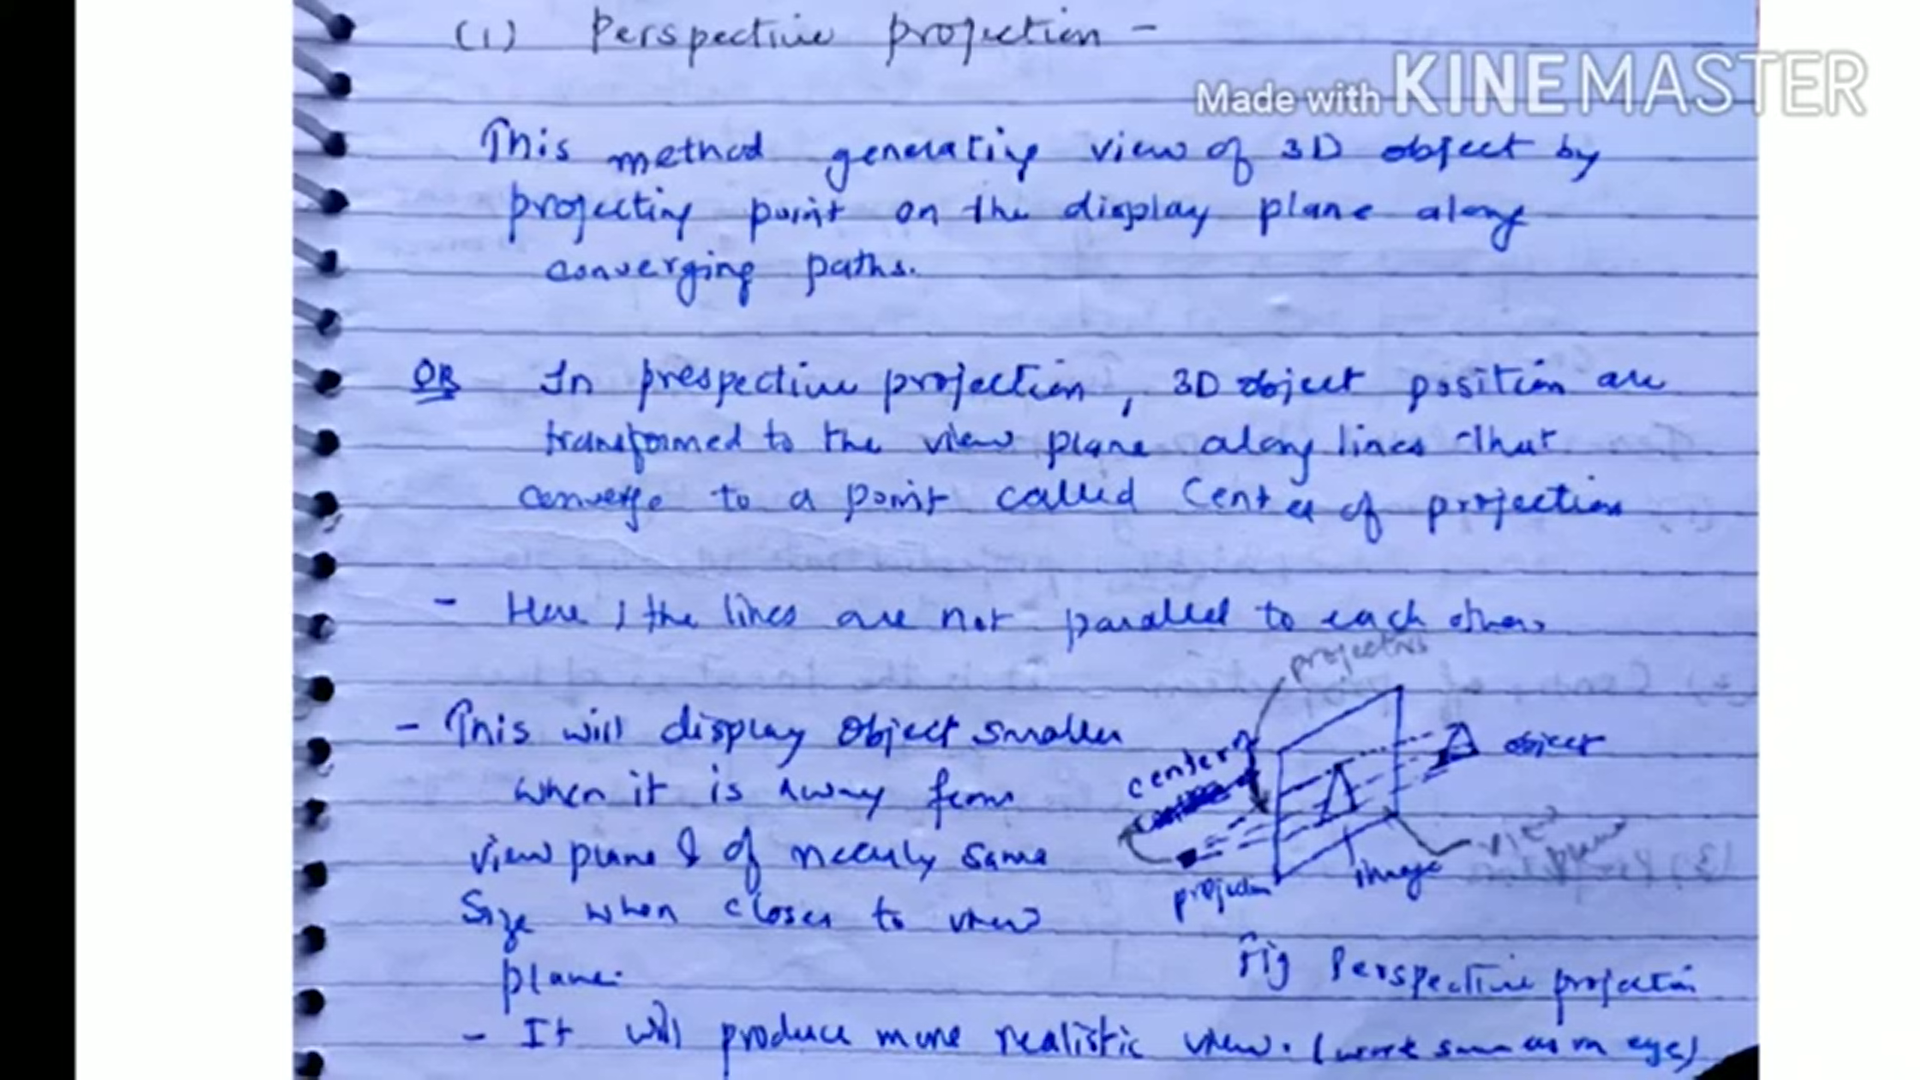 (1) Perspective projection -
Made with KINEMASTER
This method generating view of 3D object by
projecting point on the display plane along
converging paths.
OR In prespective projection, 3D object position are
transformed to the view plane along lines that
converge to a point called Center of projection
- Here, the lines are not parallel to each other.
projectors
- This will display object smaller
object
center of
when it is away from
view plane & of neearly same
view plane
image
size when closer to view
Fig Perspective projection
plane.
- It will produce more realistic view. (work same as in eye)